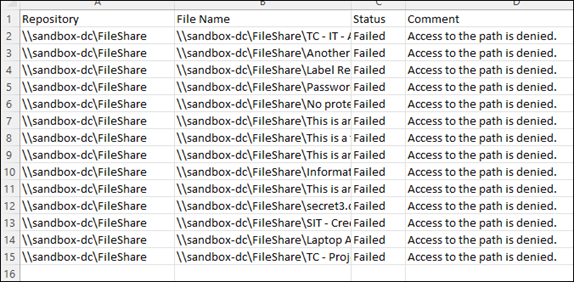 A B C D
1 Repository File Name Status Comment
2 \\sandbox-dc\FileShare \\sandbox-dc\FileShare\TC - IT - Failed Access to the path is denied.
3 \\sandbox-dc\FileShare \\sandbox-dc\FileShare\Another Failed Access to the path is denied.
4 \\sandbox-dc\FileShare \\sandbox-dc\FileShare\Label Re Failed Access to the path is denied.
5 \\sandbox-dc\FileShare \\sandbox-dc\FileShare\Password Failed Access to the path is denied.
6 \\sandbox-dc\FileShare \\sandbox-dc\FileShare\No prote Failed Access to the path is denied.
7 \\sandbox-dc\FileShare \\sandbox-dc\FileShare\This is ar Failed Access to the path is denied.
8 \\sandbox-dc\FileShare \\sandbox-dc\FileShare\This is a Failed Access to the path is denied.
9 \\sandbox-dc\FileShare \\sandbox-dc\FileShare\This is ar Failed Access to the path is denied.
10 \\sandbox-dc\FileShare \\sandbox-dc\FileShare\Informat Failed Access to the path is denied.
11 \\sandbox-dc\FileShare \\sandbox-dc\FileShare\This is ar Failed Access to the path is denied.
12 \\sandbox-dc\FileShare \\sandbox-dc\FileShare\secret3. Failed Access to the path is denied.
13 \\sandbox-dc\FileShare \\sandbox-dc\FileShare\SIT - Cre Failed Access to the path is denied.
14 \\sandbox-dc\FileShare \\sandbox-dc\FileShare\Laptop A Failed Access to the path is denied.
15 \\sandbox-dc\FileShare \\sandbox-dc\FileShare\TC - Proj Failed Access to the path is denied.
16